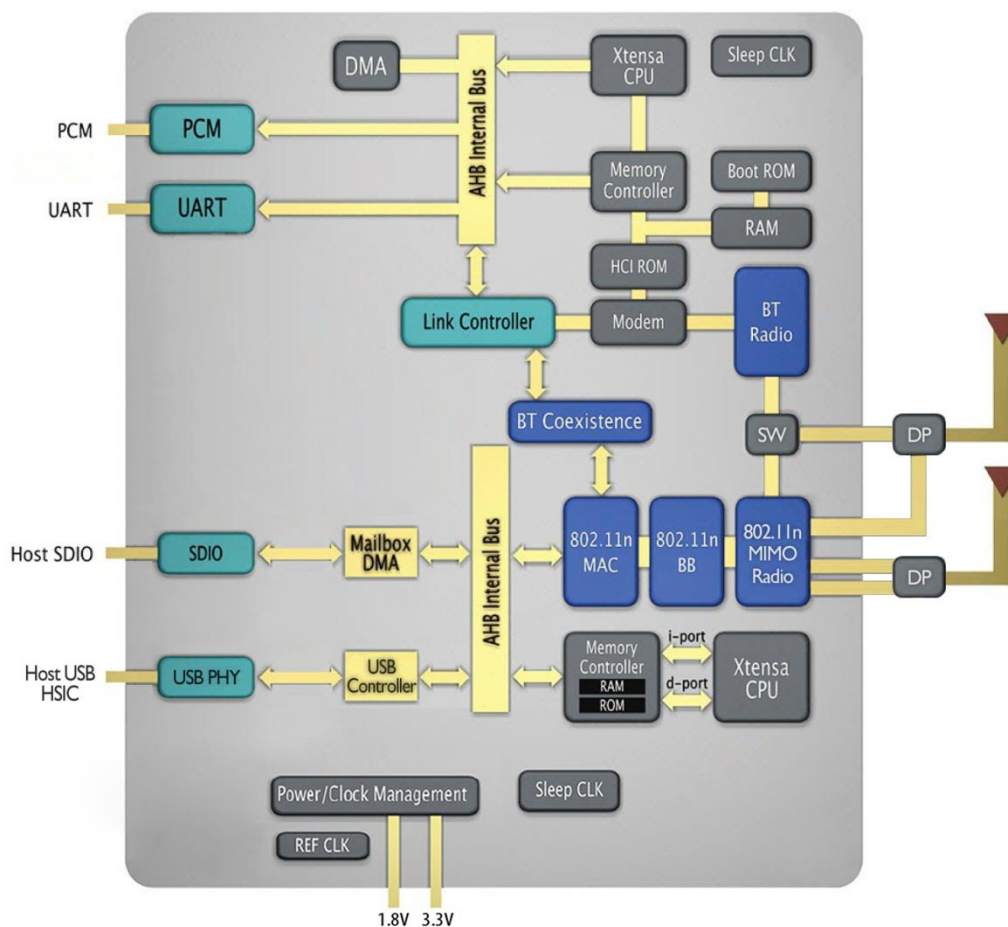 DMA
AHB Internal Bus
Xtensa
CPU
Sleep CLK
PCM
PCM
Memory
Controller
Boot ROM
UART
UART
RAM
HCI ROM
Link Controller
Modem
BT
Radio
BT Coexistence
SW
DP
Host SDIO
SDIO
Mailbox
DMA
AHB Internal Bus
802.11n
MAC
802.11n
BB
802.11n
MIMO
Radio
DP
Host USB
HSIC
USB PHY
USB
Controller
Memory
Controller
RAM
ROM
i-port
d-port
Xtensa
CPU
Power/Clock Management
Sleep CLK
REF CLK
1.8V
3.3V